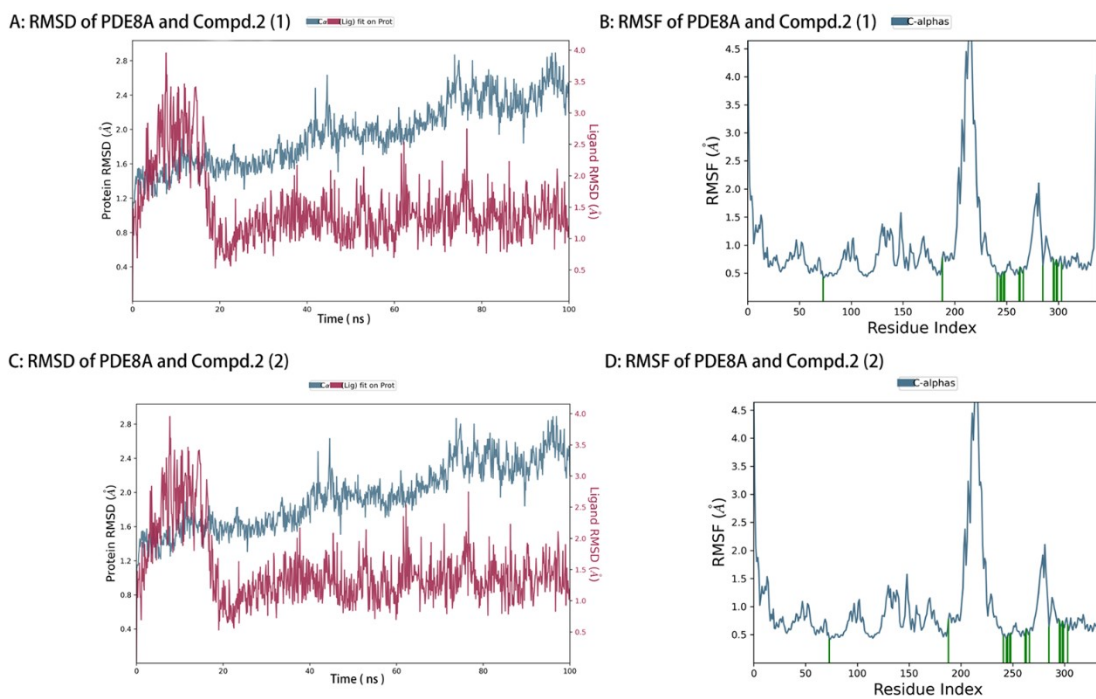 A: RMSD of PDE8A and Compd.2 (1)
Ca (Lig) fit on Prot
Protein RMSD (Å)
2.8
2.4
2.0
1.6
1.2
0.8
0.4
Ligand RMSD (Å)
4.0
3.5
3.0
2.5
2.0
1.5
1.0
0.5
0 20 40 60 80 100
Time ( ns )
B: RMSF of PDE8A and Compd.2 (1)
C-alphas
RMSF (Å)
4.5
4.0
3.5
3.0
2.5
2.0
1.5
1.0
0.5
0 50 100 150 200 250 300
Residue Index
C: RMSD of PDE8A and Compd.2 (2)
Ca (Lig) fit on Prot
Protein RMSD (Å)
2.8
2.4
2.0
1.6
1.2
0.8
0.4
Ligand RMSD (Å)
4.0
3.5
3.0
2.5
2.0
1.5
1.0
0.5
0 20 40 60 80 100
Time ( ns )
D: RMSF of PDE8A and Compd.2 (2)
C-alphas
RMSF (Å)
4.5
4.0
3.5
3.0
2.5
2.0
1.5
1.0
0.5
0 50 100 150 200 250 300
Residue Index